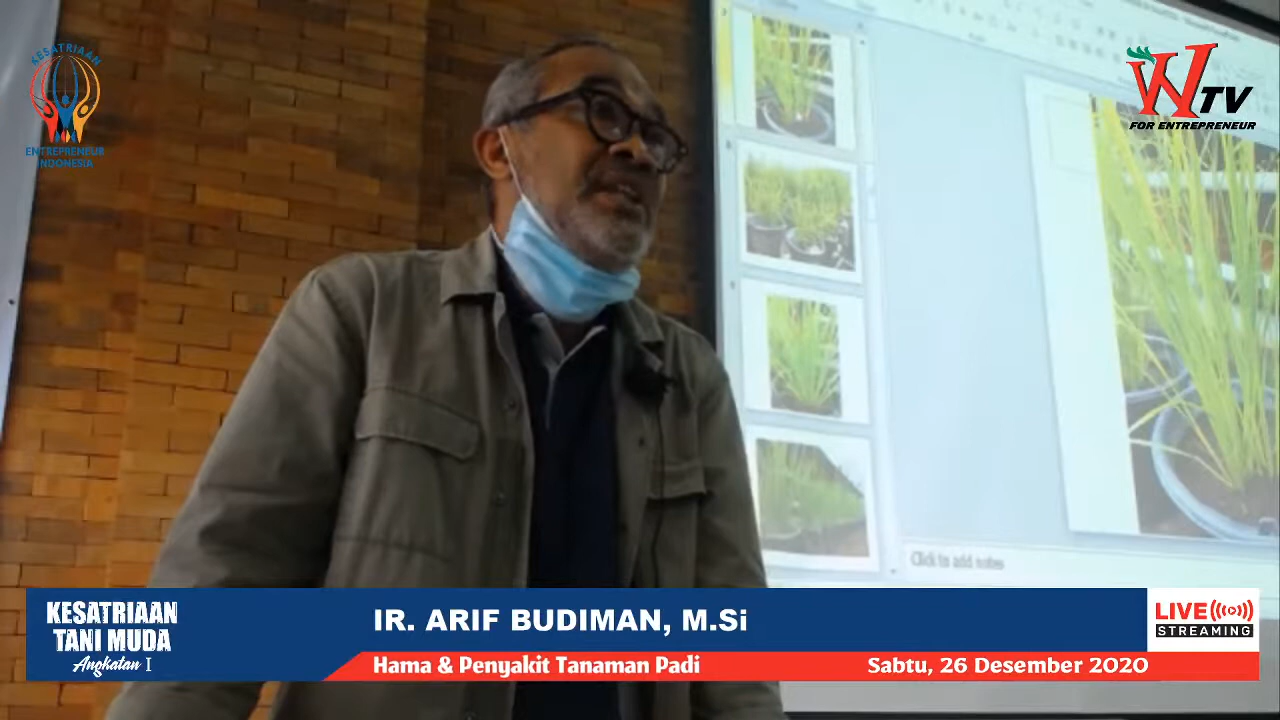 KESATRIAAN
ENTREPRENEUR
INDONESIA
WTV
FOR ENTREPRENEUR
Click to add notes
KESATRIAAN
TANI MUDA
Angkatan I
IR. ARIF BUDIMAN, M.Si
LIVE
STREAMING
Hama & Penyakit Tanaman Padi
Sabtu, 26 Desember 2020